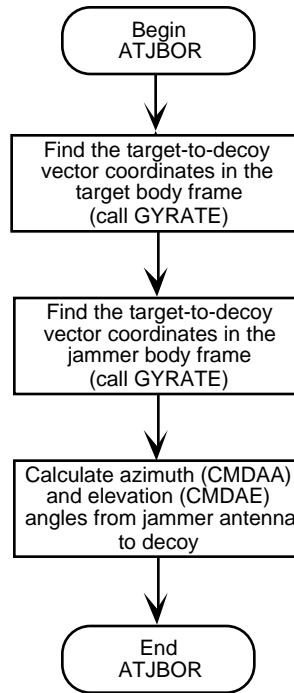 Begin
ATJBOR
Find the target-to-decoy
vector coordinates in the
target body frame
(call GYRATE)
Find the target-to-decoy
vector coordinates in the
jammer body frame
(call GYRATE)
Calculate azimuth (CMDAA)
and elevation (CMDAE)
angles from jammer antenna
to decoy
End
ATJBOR